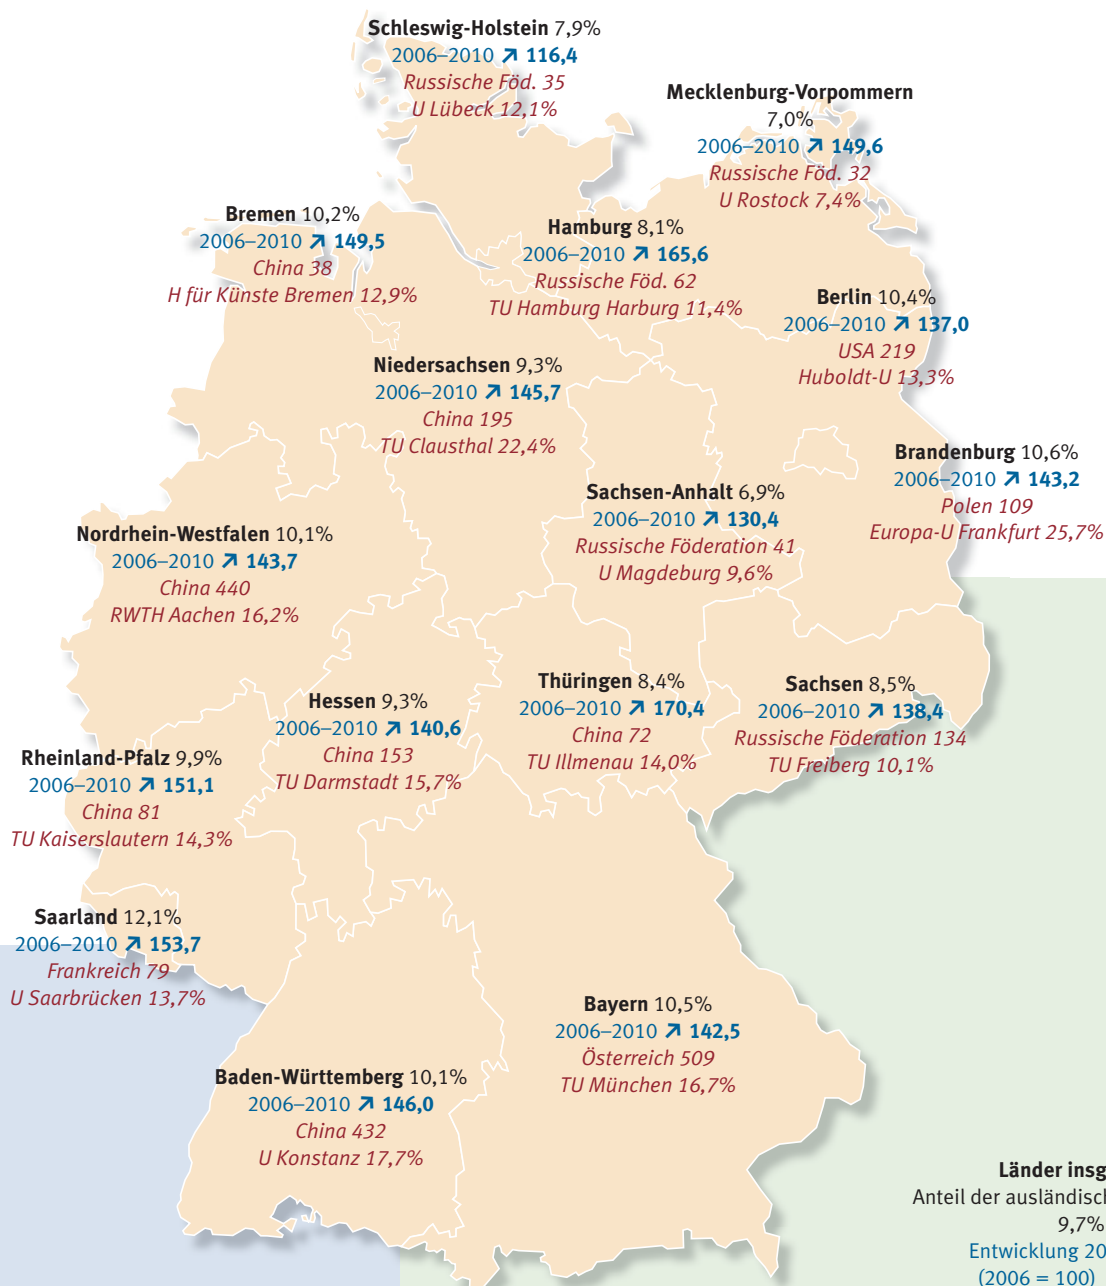 Schleswig-Holstein 7,9%
2006–2010 ↗ 116,4
Russische Föd. 35
U Lübeck 12,1%
Mecklenburg-Vorpommern
7,0%
2006–2010 ↗ 149,6
Russische Föd. 32
U Rostock 7,4%
Bremen 10,2%
2006–2010 ↗ 149,5
China 38
H für Künste Bremen 12,9%
Hamburg 8,1%
2006–2010 ↗ 165,6
Russische Föd. 62
TU Hamburg Harburg 11,4%
Berlin 10,4%
2006–2010 ↗ 137,0
USA 219
Huboldt-U 13,3%
Niedersachsen 9,3%
2006–2010 ↗ 145,7
China 195
TU Clausthal 22,4%
Brandenburg 10,6%
2006–2010 ↗ 143,2
Polen 109
Europa-U Frankfurt 25,7%
Sachsen-Anhalt 6,9%
2006–2010 ↗ 130,4
Russische Föderation 41
U Magdeburg 9,6%
Nordrhein-Westfalen 10,1%
2006–2010 ↗ 143,7
China 440
RWTH Aachen 16,2%
Thüringen 8,4%
2006–2010 ↗ 170,4
China 72
TU Illmenau 14,0%
Sachsen 8,5%
2006–2010 ↗ 138,4
Russische Föderation 134
TU Freiberg 10,1%
Hessen 9,3%
2006–2010 ↗ 140,6
China 153
TU Darmstadt 15,7%
Rheinland-Pfalz 9,9%
2006–2010 ↗ 151,1
China 81
TU Kaiserslautern 14,3%
Saarland 12,1%
2006–2010 ↗ 153,7
Frankreich 79
U Saarbrücken 13,7%
Bayern 10,5%
2006–2010 ↗ 142,5
Österreich 509
TU München 16,7%
Baden-Württemberg 10,1%
2006–2010 ↗ 146,0
China 432
U Konstanz 17,7%
Länder insg
Anteil der ausländisch
9,7%
Entwicklung 20
(2006 = 100)